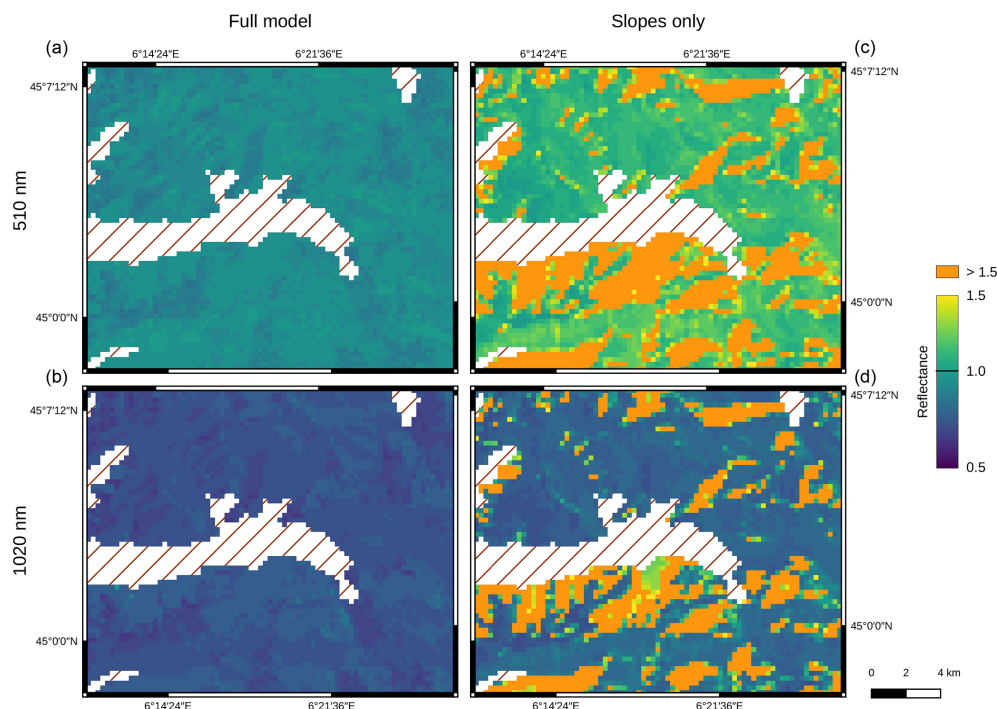 Full model
Slopes only
(a)
6°14′24″E
6°21′36″E
6°14′24″E
6°21′36″E
(c)
45°7′12″N
45°7′12″N
510 nm
> 1.5
1.5
45°0′0″N
45°0′0″N
Reflectance
1.0
(b)
(d)
45°7′12″N
45°7′12″N
0.5
1020 nm
45°0′0″N
45°0′0″N
0 2 4 km
6°14′24″E
6°21′36″E
6°14′24″E
6°21′36″E